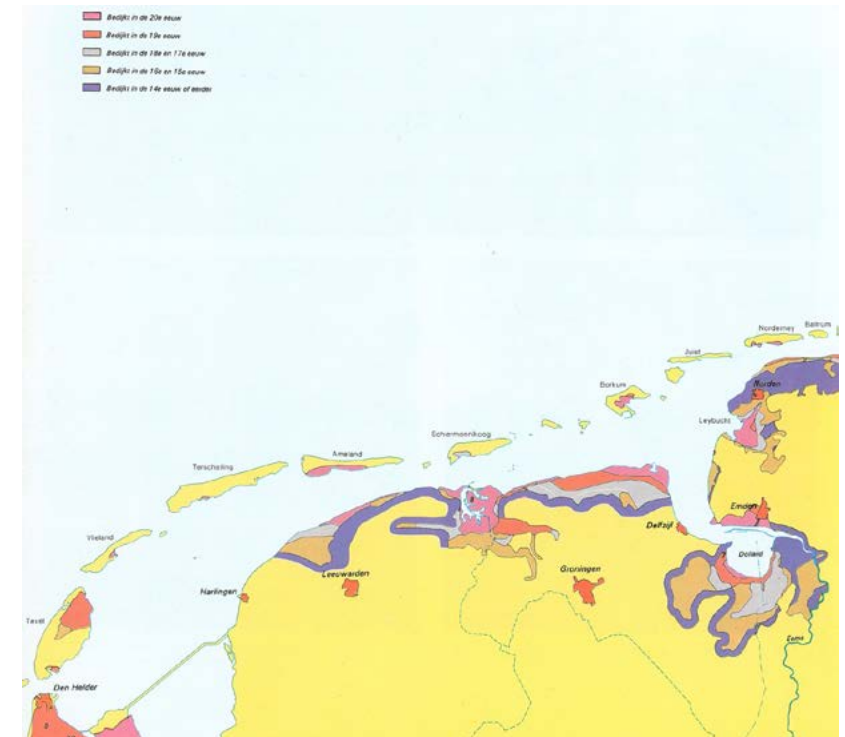 Bedijkt in de 20e eeuw
Bedijkt in de 19e eeuw
Bedijkt in de 18e en 17e eeuw
Bedijkt in de 16e en 15e eeuw
Bedijkt in de 14e eeuw of eerder
Norderney Baltrum
Juist
Borkum
Norden
Leybucht
Schiermonnikoog
Ameland
Terschelling
Emden
Vlieland
Delfzijl
Dollard
Groningen
Leeuwarden
Harlingen
Texel
Eems
Den Helder